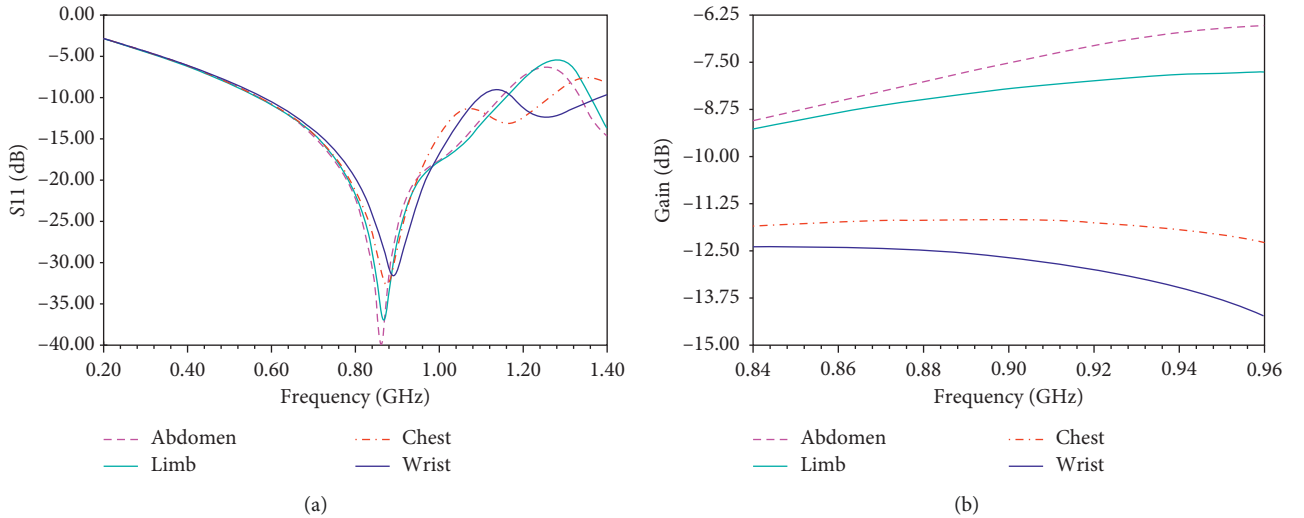 0.00
–5.00
–10.00
–15.00
–20.00
–25.00
–30.00
–35.00
–40.00
S11 (dB)
0.20 0.40 0.60 0.80 1.00 1.20 1.40
Frequency (GHz)
Abdomen
Limb
Chest
Wrist
(a)
–6.25
–7.50
–8.75
–10.00
–11.25
–12.50
–13.75
–15.00
Gain (dB)
0.84 0.86 0.88 0.90 0.92 0.94 0.96
Frequency (GHz)
Abdomen
Limb
Chest
Wrist
(b)